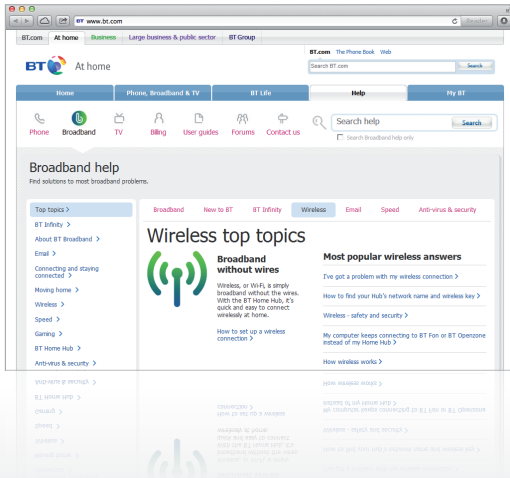 www.bt.com
Reader
BT.com At home Business Large business & public sector BT Group
BT.com The Phone Book Web
BT At home
Search BT.com Search
Home Phone, Broadband & TV BT Life Help My BT
Phone Broadband TV Billing User guides Forums Contact us
Search help Search
Search Broadband help only
Broadband help
Find solutions to most broadband problems.
Top topics >
BT Infinity >
About BT Broadband >
Email >
Connecting and staying
connected >
Moving home >
Wireless >
Speed >
Gaming >
BT Home Hub >
Anti-virus & security >
Broadband New to BT BT Infinity Wireless Email Speed Anti-virus & security
Wireless top topics
Broadband
without wires
Wireless, or Wi-Fi, is simply
broadband without the wires.
With the BT Home Hub, it's
quick and easy to connect
wirelessly at home.
How to set up a wireless
connection >
Most popular wireless answers
I've got a problem with my wireless connection >
How to find your Hub's network name and wireless key >
Wireless - safety and security >
My computer keeps connecting to BT Fon or BT Openzone
instead of my Home Hub >
How wireless works >